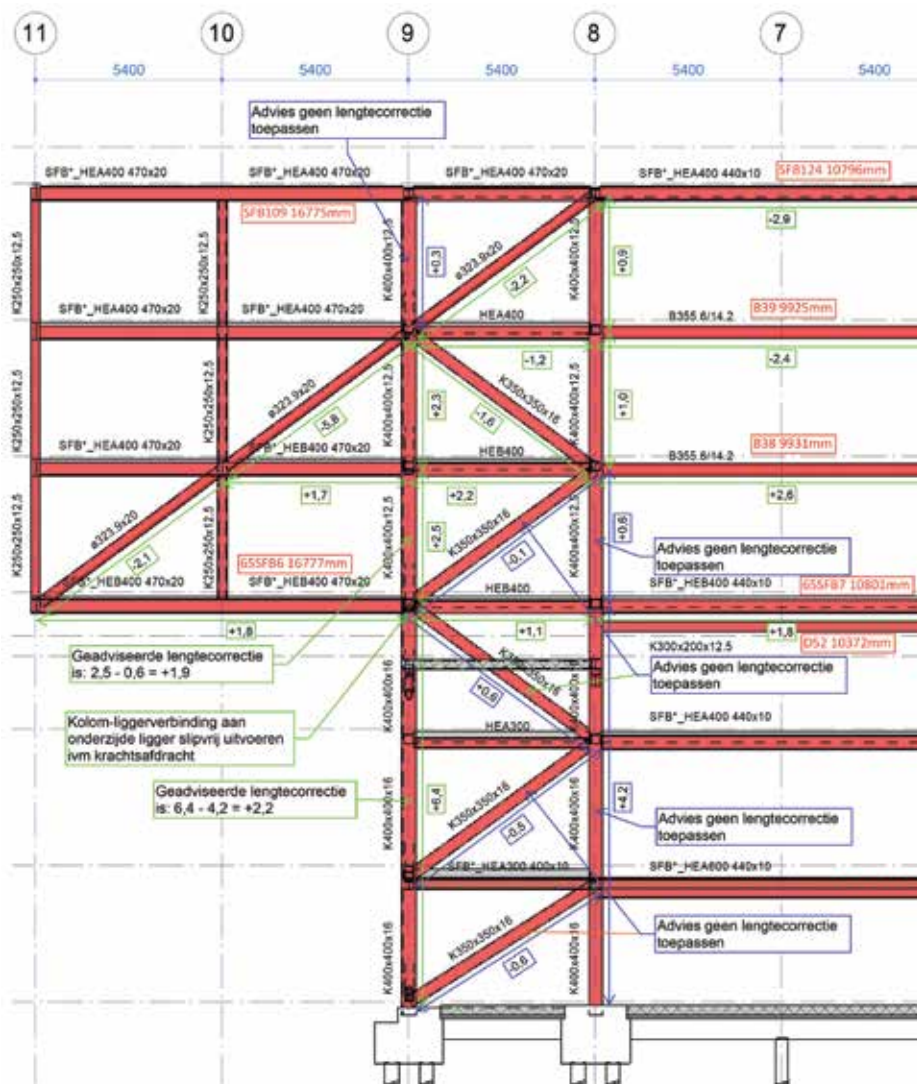 11
10
9
8
7
5400
5400
5400
5400
5400
Advies geen lengtecorrectie
toepassen
SFB*_HEA400 470x20
SFB*_HEA400 470x20
SFB*_HEA400 470x20
SFB*_HEA400 440x10
SFB124 10796mm
SFB109 16775mm
-2,9
K250x250x12,5
K250x250x12,5
K400x400x12,5
+0,3
ø323.9x20
-2,2
K400x400x12,5
+0,9
SFB*_HEA400 470x20
SFB*_HEA400 470x20
HEA400
B355 6/14.2
B39 9925mm
-1,2
-2,4
K250x250x12,5
K250x250x12,5
ø323.9x20
-5,8
K400x400x12,5
+2,3
K350x350x16
-1,6
K400x400x12,5
+1,0
SFB*_HEA400 470x20
SFB*_HEB400 470x20
HEB400
B355 6/14.2
B38 9931mm
+1,7
+2,2
+2,6
K250x250x12,5
ø323.9x20
-2,1
K250x250x12,5
K400x400x12,5
+2,5
K350x350x16
-0,1
K400x400x12,5
+0,6
Advies geen lengtecorrectie
toepassen
GSSFB6 16777mm
SFB*_HEB400 470x20
SFB*_HEB400 470x20
HEB400
SFB*_HEB400 440x10
GSSFB7 10801mm
+1,8
+1,1
+1,8
K300x200x12.5
D52 10372mm
Geadviseerde lengtecorrectie
is: 2,5 - 0,6 = +1,9
K400x400x16
K350x350x16
+0,6
K400x400x16
Advies geen lengtecorrectie
toepassen
Kolom-liggerverbinding aan
onderzijde ligger slipvrij uitvoeren
ivm krachtsafdracht
HEA300
SFB*_HEA400 440x10
Geadviseerde lengtecorrectie
is: 6,4 - 4,2 = +2,2
K400x400x16
+6,4
K350x350x16
-0,5
K400x400x16
+4,2
Advies geen lengtecorrectie
toepassen
SFB*_HEA300 400x10
SFB*_HEA600 440x10
K400x400x16
K350x350x16
-0,6
K400x400x16
Advies geen lengtecorrectie
toepassen